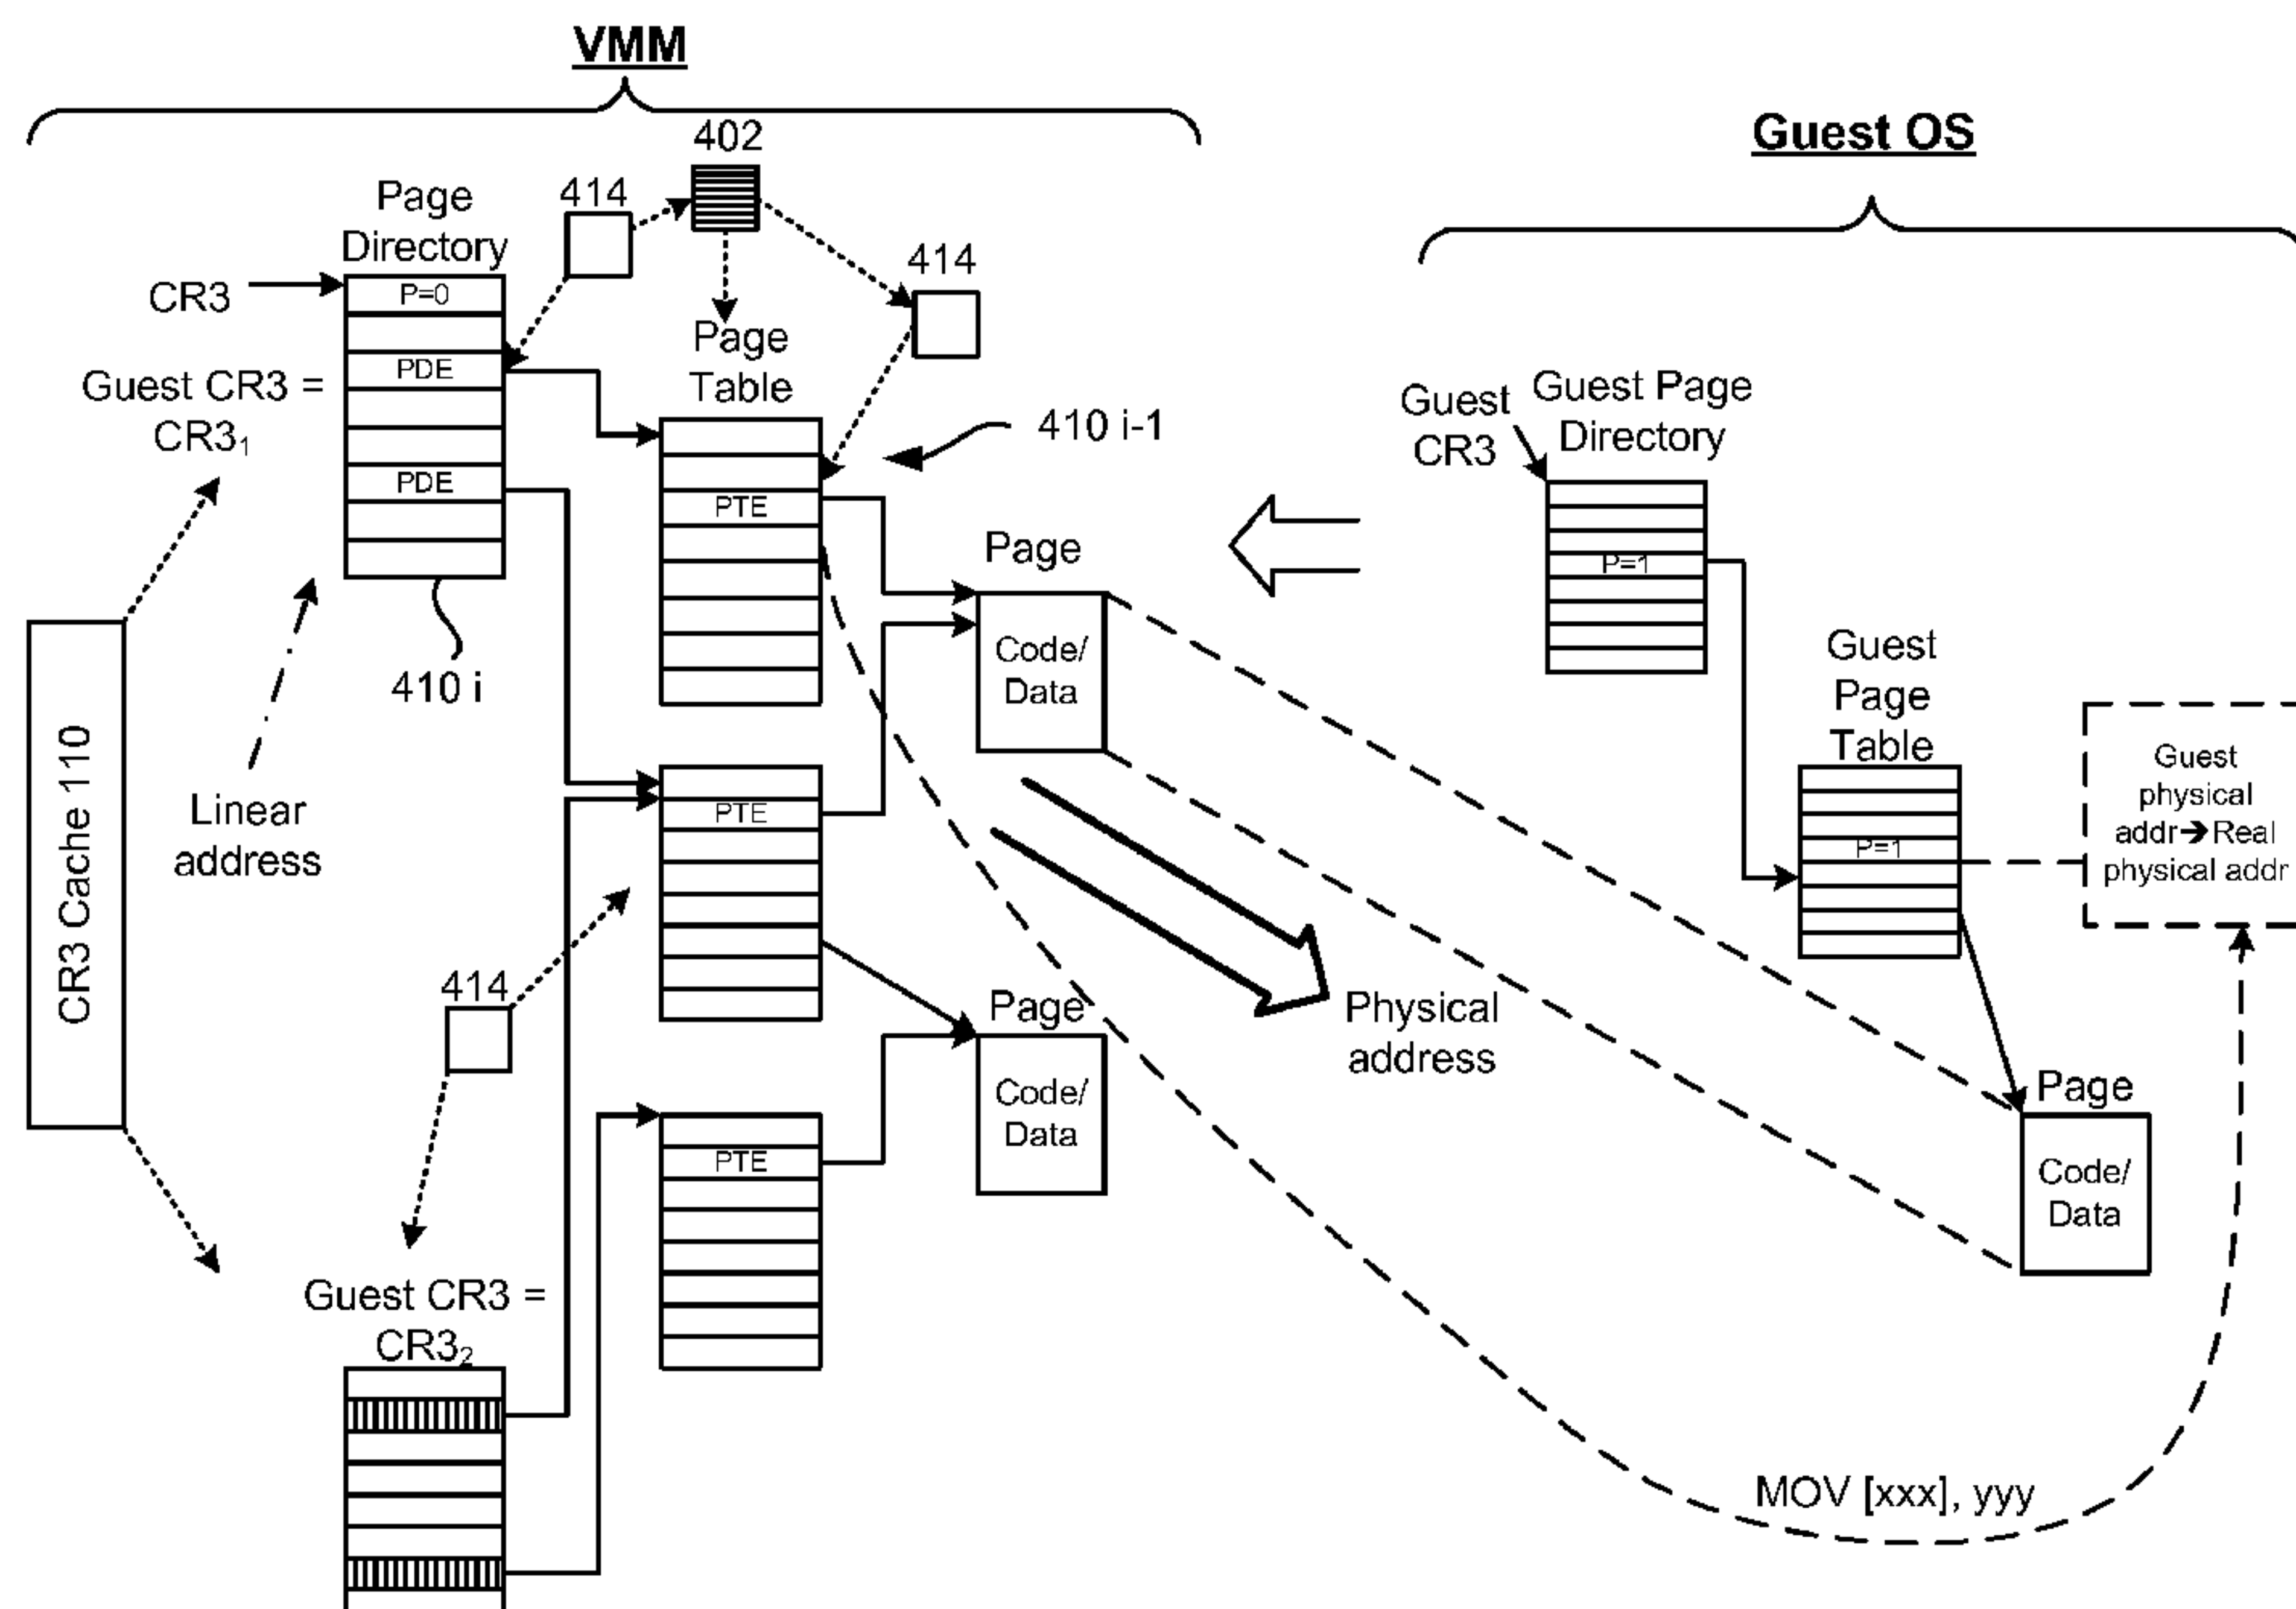 VMM
Guest OS
402
414
Page
Directory
414
CR3
P=0
Page
Table
PDE
Guest CR3 =
CR3₁
PDE
410 i-1
PTE
410 i
Page
Code/
Data
Guest
CR3
Guest Page
Directory
P=1
Guest
Page
Table
P=1
Guest
physical
addr➔Real
physical addr
CR3 Cache 110
Linear
address
PTE
414
Page
Code/
Data
Physical
address
Page
Code/
Data
PTE
Guest CR3 =
CR3₂
MOV [xxx], yyy